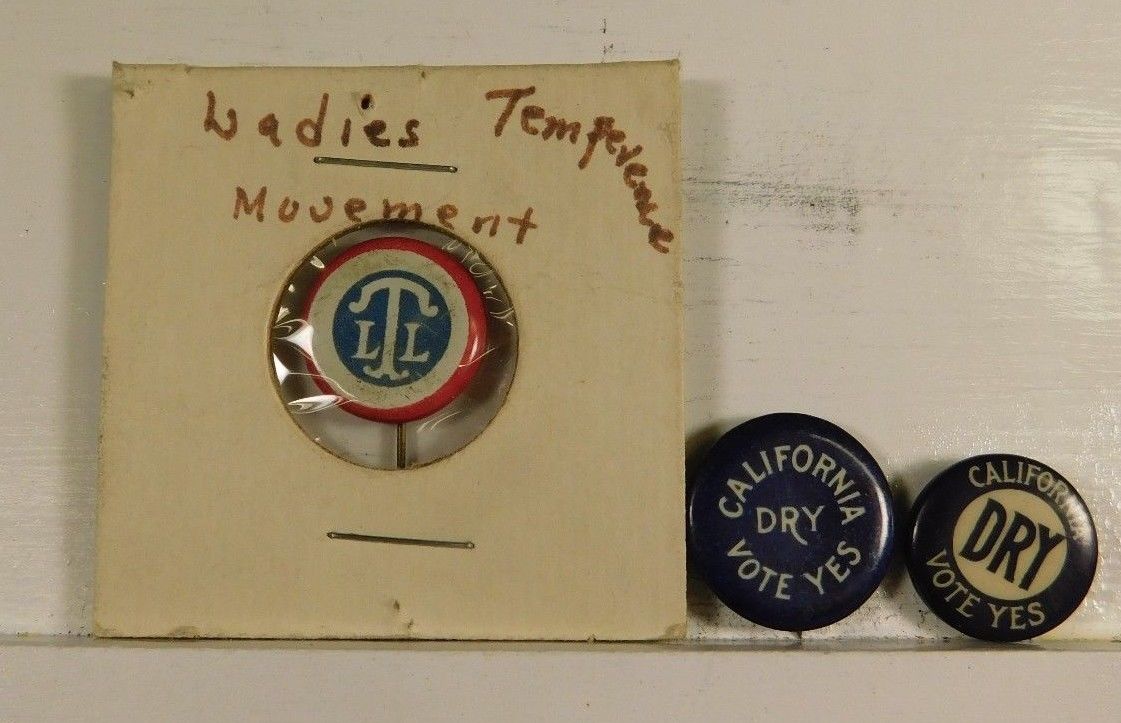 Ladies Temperence
Movement
LTL
CALIFORNIA
DRY
VOTE YES
CALIFORNIA
DRY
VOTE YES